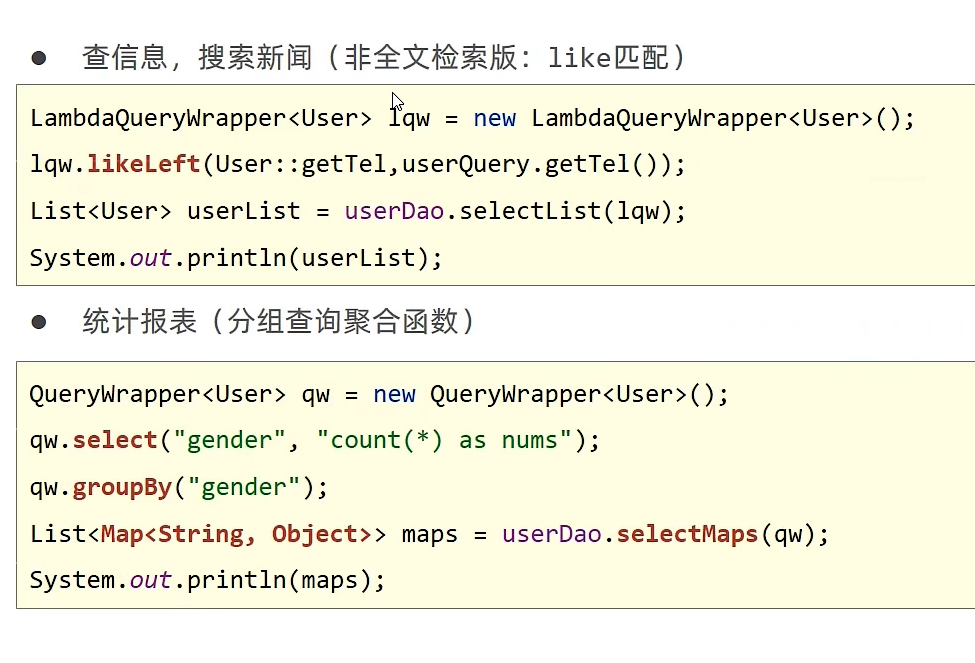 ● 查信息，搜索新闻（非全文检索版：like匹配）
LambdaQueryWrapper<User> lqw = new LambdaQueryWrapper<User>();
lqw.likeLeft(User::getTel,userQuery.getTel());
List<User> userList = userDao.selectList(lqw);
System.out.println(userList);
● 统计报表（分组查询聚合函数）
QueryWrapper<User> qw = new QueryWrapper<User>();
qw.select("gender", "count(*) as nums");
qw.groupBy("gender");
List<Map<String, Object>> maps = userDao.selectMaps(qw);
System.out.println(maps);